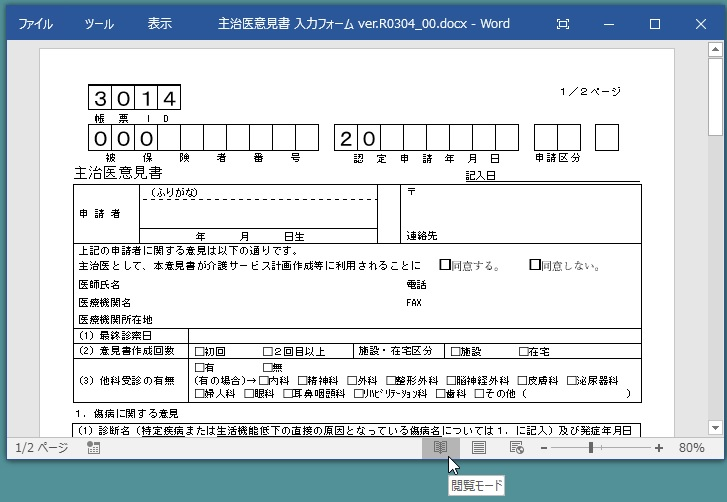 ファイル ツール 表示 主治医意見書 入力フォーム ver.R0304_00.docx - Word
3014
1/2ページ
帳 票 I D
000 20
被 保 険 者 番 号 認 定 申 請 年 月 日 申請区分
主治医意見書 記入日
(ふりがな) 〒
申 請 者
年 月 日生 連絡先
上記の申請者に関する意見は以下の通りです。
主治医として、本意見書が介護サービス計画作成等に利用されることに □同意する。 □同意しない。
医師氏名 電話
医療機関名 FAX
医療機関所在地
(1) 最終診察日
(2) 意見書作成回数 □初回 □2回目以上 施設・在宅区分 □施設 □在宅
□有 □無
(3) 他科受診の有無 (有の場合)→□内科 □精神科 □外科 □整形外科 □脳神経外科 □皮膚科 □泌尿器科
□婦人科 □眼科 □耳鼻咽頭科 □ﾘﾊﾋﾞﾘﾃｰｼｮﾝ科 □歯科 □その他( )
1. 傷病に関する意見
(1) 診断名(特定疾病または生活機能低下の直接の原因となっている傷病名については1.に記入)及び発症年月日
1/2 ページ 80%
閲覧モード